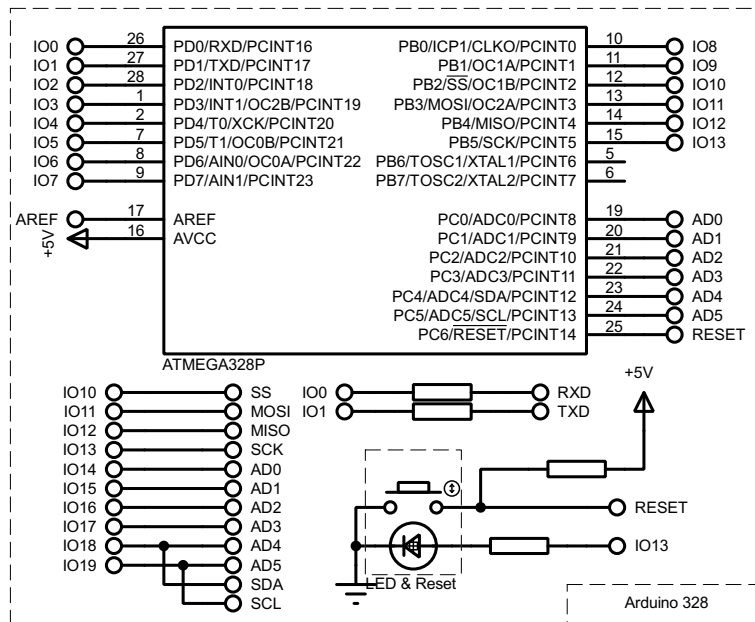 IO0 26 PD0/RXD/PCINT16 PB0/ICP1/CLKO/PCINT0 10 IO8
IO1 27 PD1/TXD/PCINT17 PB1/OC1A/PCINT1 11 IO9
IO2 28 PD2/INT0/PCINT18 PB2/SS/OC1B/PCINT2 12 IO10
IO3 1 PD3/INT1/OC2B/PCINT19 PB3/MOSI/OC2A/PCINT3 13 IO11
IO4 2 PD4/T0/XCK/PCINT20 PB4/MISO/PCINT4 14 IO12
IO5 7 PD5/T1/OC0B/PCINT21 PB5/SCK/PCINT5 15 IO13
IO6 8 PD6/AIN0/OC0A/PCINT22 PB6/TOSC1/XTAL1/PCINT6 5
IO7 9 PD7/AIN1/PCINT23 PB7/TOSC2/XTAL2/PCINT7 6
AREF 17 AREF PC0/ADC0/PCINT8 19 AD0
+5V 16 AVCC PC1/ADC1/PCINT9 20 AD1
PC2/ADC2/PCINT10 21 AD2
PC3/ADC3/PCINT11 22 AD3
PC4/ADC4/SDA/PCINT12 23 AD4
PC5/ADC5/SCL/PCINT13 24 AD5
PC6/RESET/PCINT14 25 RESET
ATMEGA328P
+5V
IO10 SS IO0 RXD
IO11 MOSI IO1 TXD
IO12 MISO
IO13 SCK
IO14 AD0
IO15 AD1
IO16 AD2 RESET
IO17 AD3
IO18 AD4 IO13
IO19 AD5
SDA LED & Reset
SCL Arduino 328